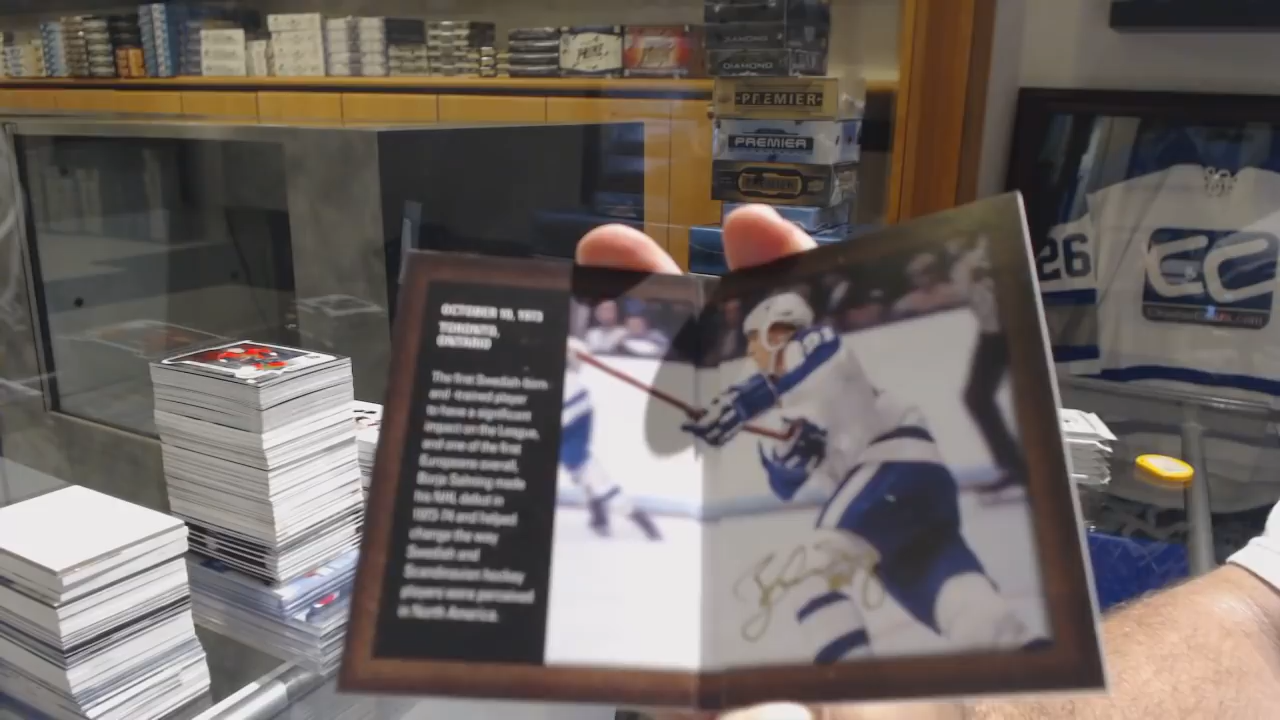 DIAMOND
DIAMOND
PREMIER
PREMIER
26
OCTOBER 10, 1973
TORONTO,
ONTARIO
The first Swedish-born
and -trained player
to have a significant
impact on the League,
and one of the first
Europeans overall,
Borje Salming made
his NHL debut in
1973-74 and helped
change the way
Swedish and
Scandinavian hockey
players were perceived
in North America.
21